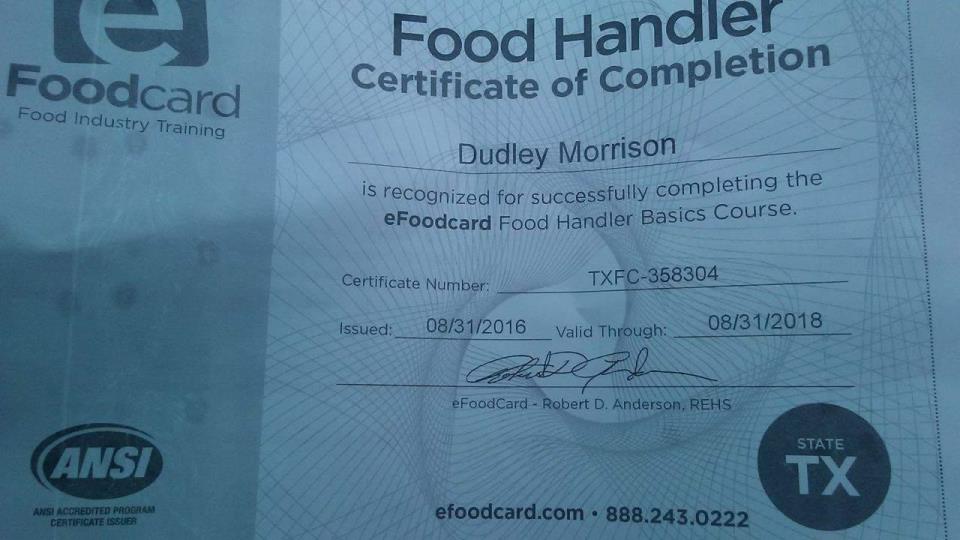 e
Foodcard
Food Industry Training
Food Handler
Certificate of Completion
Dudley Morrison
is recognized for successfully completing the
eFoodcard Food Handler Basics Course.
Certificate Number: TXFC-358304
Issued: 08/31/2016 Valid Through: 08/31/2018
eFoodCard - Robert D. Anderson, REHS
ANSI
ANSI ACCREDITED PROGRAM
CERTIFICATE ISSUER
STATE
TX
efoodcard.com • 888.243.0222